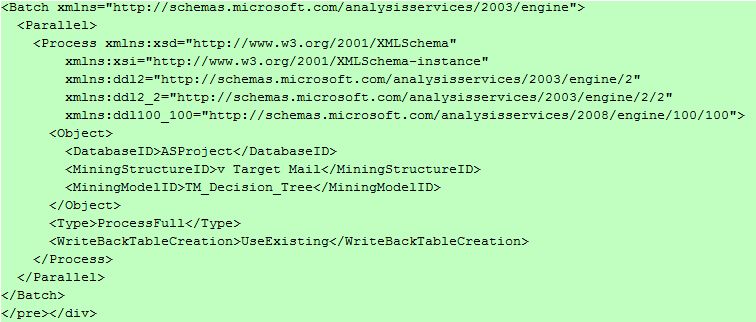 <Batch xmlns="http://schemas.microsoft.com/analysisservices/2003/engine">
  <Parallel>
    <Process xmlns:xsd="http://www.w3.org/2001/XMLSchema"
        xmlns:xsi="http://www.w3.org/2001/XMLSchema-instance"
        xmlns:ddl2="http://schemas.microsoft.com/analysisservices/2003/engine/2"
        xmlns:ddl2_2="http://schemas.microsoft.com/analysisservices/2003/engine/2/2"
        xmlns:ddl100_100="http://schemas.microsoft.com/analysisservices/2008/engine/100/100">
      <Object>
        <DatabaseID>ASProject</DatabaseID>
        <MiningStructureID>v Target Mail</MiningStructureID>
        <MiningModelID>TM_Decision_Tree</MiningModelID>
      </Object>
      <Type>ProcessFull</Type>
      <WriteBackTableCreation>UseExisting</WriteBackTableCreation>
    </Process>
  </Parallel>
</Batch>
</pre></div>